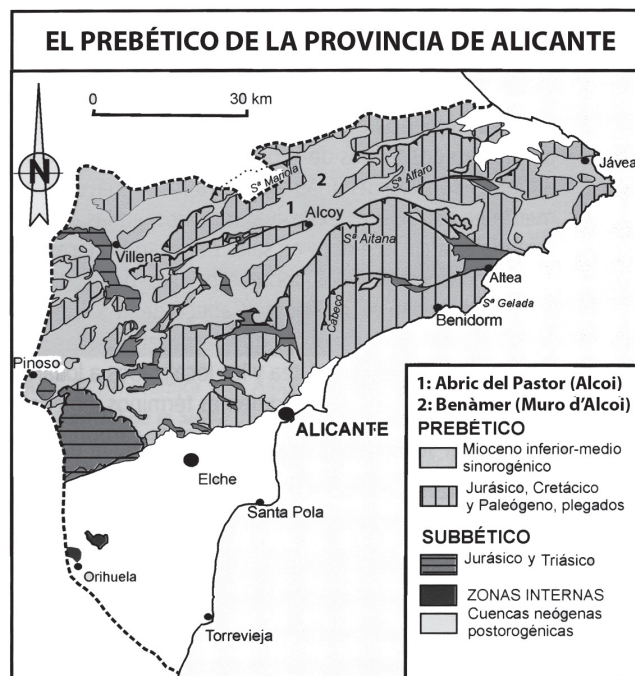 EL PREBÉTICO DE LA PROVINCIA DE ALICANTE
0 30 km
N
Sª Mariola
2
Sª Alfaro
Jávea
1
Alcoy
Sª Aitana
Villena
Altea
Sª Gelada
Cabeço
Benidorm
Pinoso
ALICANTE
Elche
Santa Pola
Orihuela
Torrevieja
1: Abric del Pastor (Alcoi)
2: Benàmer (Muro d'Alcoi)
PREBÉTICO
Mioceno inferior-medio
sinorogénico
Jurásico, Cretácico
y Paleógeno, plegados
SUBBÉTICO
Jurásico y Triásico
ZONAS INTERNAS
Cuencas neógenas
postorogénicas